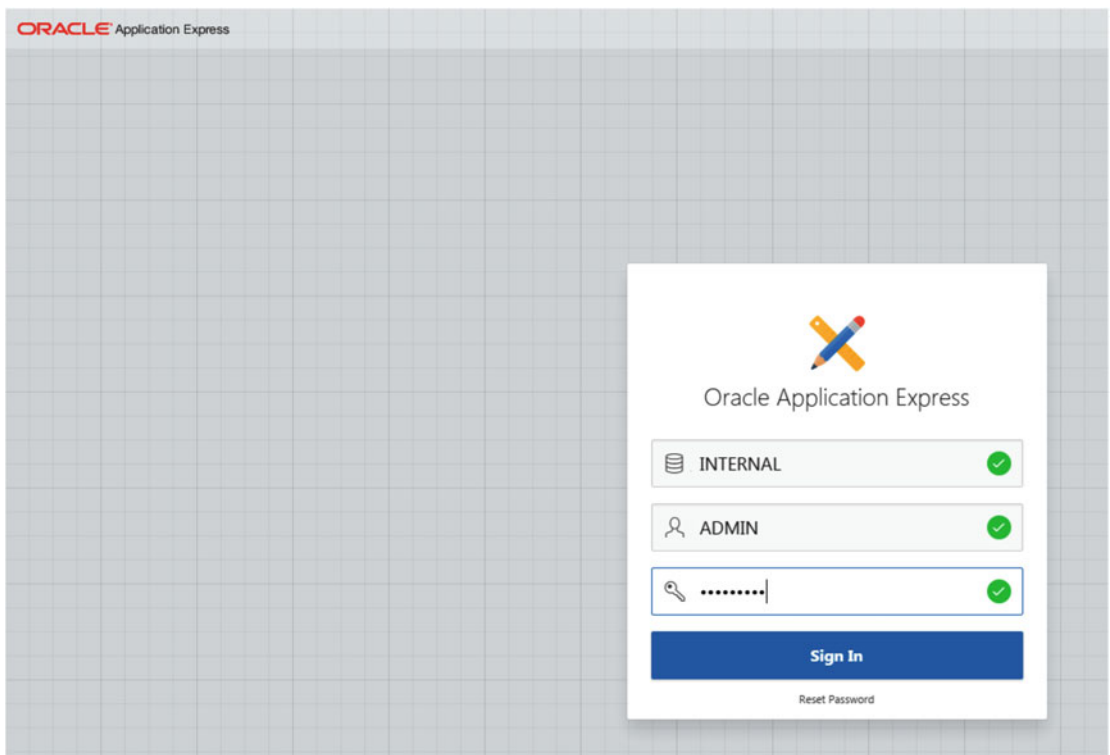 ORACLE Application Express
Oracle Application Express
INTERNAL
ADMIN
•••••••••
Sign In
Reset Password